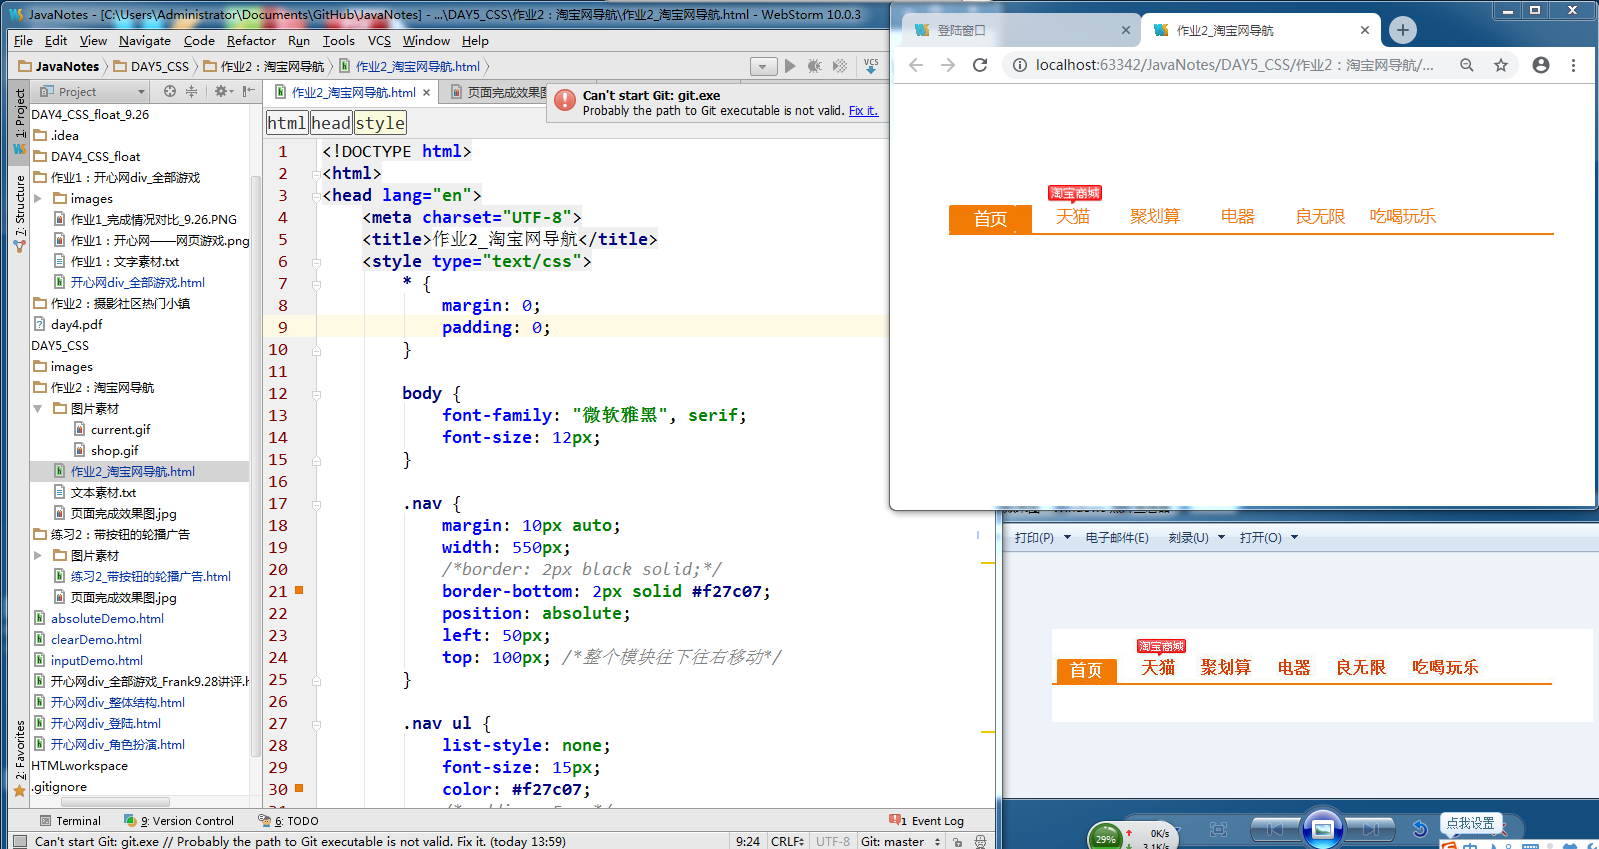 JavaNotes - [C:\Users\Administrator\Documents\GitHub\JavaNotes] - ...\DAY5_CSS\作业2：淘宝网导航\作业2_淘宝网导航.html - WebStorm 10.0.3
File Edit View Navigate Code Refactor Run Tools VCS Window Help
JavaNotes DAY5_CSS 作业2：淘宝网导航 作业2_淘宝网导航.html
VCS
Project
作业2_淘宝网导航.html
页面完成效果图
Can't start Git: git.exe
Probably the path to Git executable is not valid. Fix it.
1: Project
7: Structure
2: Favorites
DAY4_CSS_float_9.26
.idea
DAY4_CSS_float
作业1：开心网div_全部游戏
images
作业1_完成情况对比_9.26.PNG
作业1：开心网——网页游戏.png
作业1：文字素材.txt
开心网div_全部游戏.html
作业2：摄影社区热门小镇
day4.pdf
DAY5_CSS
images
作业2：淘宝网导航
图片素材
current.gif
shop.gif
作业2_淘宝网导航.html
文本素材.txt
页面完成效果图.jpg
练习2：带按钮的轮播广告
图片素材
练习2_带按钮的轮播广告.html
页面完成效果图.jpg
absoluteDemo.html
clearDemo.html
inputDemo.html
开心网div_全部游戏_Frank9.28讲评.h
开心网div_整体结构.html
开心网div_登陆.html
开心网div_角色扮演.html
HTMLworkspace
.gitignore
html head style
1 <!DOCTYPE html>
2 <html>
3 <head lang="en">
4 <meta charset="UTF-8">
5 <title>作业2_淘宝网导航</title>
6 <style type="text/css">
7 * {
8 margin: 0;
9 padding: 0;
10 }
11
12 body {
13 font-family: "微软雅黑", serif;
14 font-size: 12px;
15 }
16
17 .nav {
18 margin: 10px auto;
19 width: 550px;
20 /*border: 2px black solid;*/
21 border-bottom: 2px solid #f27c07;
22 position: absolute;
23 left: 50px;
24 top: 100px; /*整个模块往下往右移动*/
25 }
26
27 .nav ul {
28 list-style: none;
29 font-size: 15px;
30 color: #f27c07;
Terminal 9: Version Control 6: TODO 1 Event Log
Can't start Git: git.exe // Probably the path to Git executable is not valid. Fix it. (today 13:59) 9:24 CRLF UTF-8 Git: master
登陆窗口
作业2_淘宝网导航
localhost:63342/JavaNotes/DAY5_CSS/作业2：淘宝网导航/...
淘宝商城
首页 天猫 聚划算 电器 良无限 吃喝玩乐
打印(P) 电子邮件(E) 刻录(U) 打开(O)
淘宝商城
首页 天猫 聚划算 电器 良无限 吃喝玩乐
29%
0K/s
3.1K/s
点我设置
中